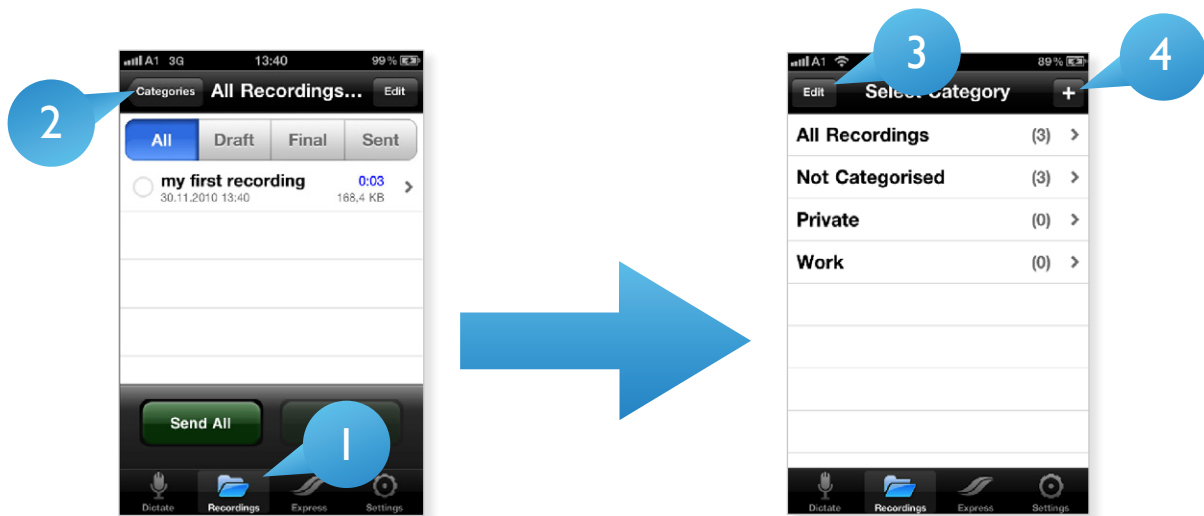 A1 3G 13:40 99%
Categories All Recordings... Edit
2
All Draft Final Sent
my first recording 0:03
30.11.2010 13:40 168,4 KB
Send All
1
Dictate Recordings Express Settings
3
4
A1 89%
Edit Select Category +
All Recordings (3)
Not Categorised (3)
Private (0)
Work (0)
Dictate Recordings Express Settings